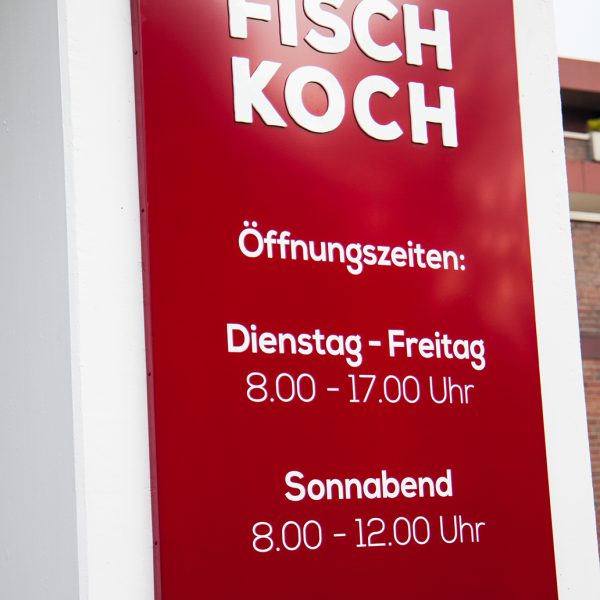 FISCH
KOCH
Öffnungszeiten:
Dienstag - Freitag
8.00 - 17.00 Uhr
Sonnabend
8.00 - 12.00 Uhr